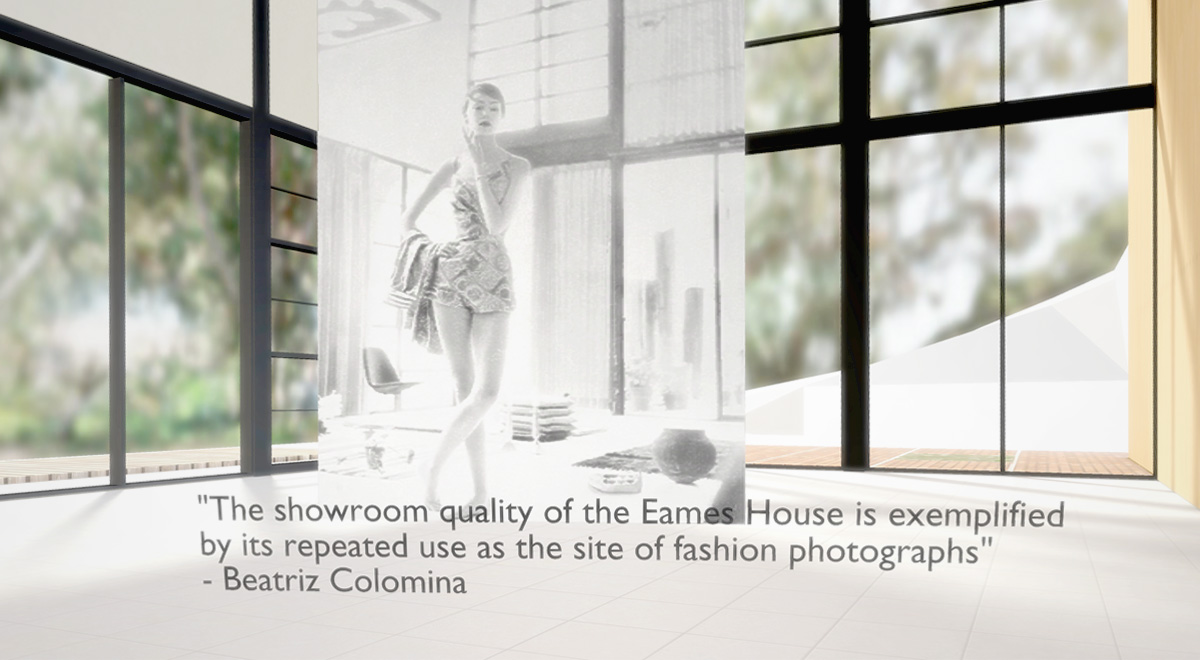 "The showroom quality of the Eames House is exemplified
by its repeated use as the site of fashion photographs"
- Beatriz Colomina